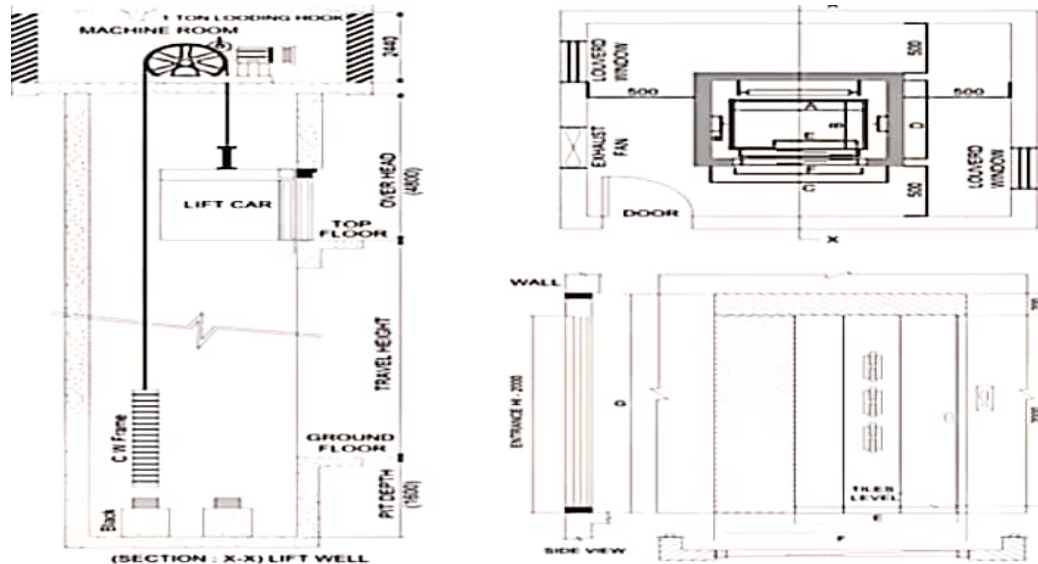 1 TON LOODING HOOK
MACHINE ROOM
2440
OVER HEAD
(4800)
LIFT CAR
TOP
FLOOR
TRAVEL HEIGHT
C W Frame
GROUND
FLOOR
PIT DEPTH
(1600)
Black
(SECTION : X-X) LIFT WELL
LOUVERD
WINDOW
500
500
500
A
B
E
F
C
D
EXHAUST
FAN
500
LOUVERD
WINDOW
DOOR
X
WALL
ENTRANCE H - 2000
D
TILES
LEVEL
E
F
SIDE VIEW